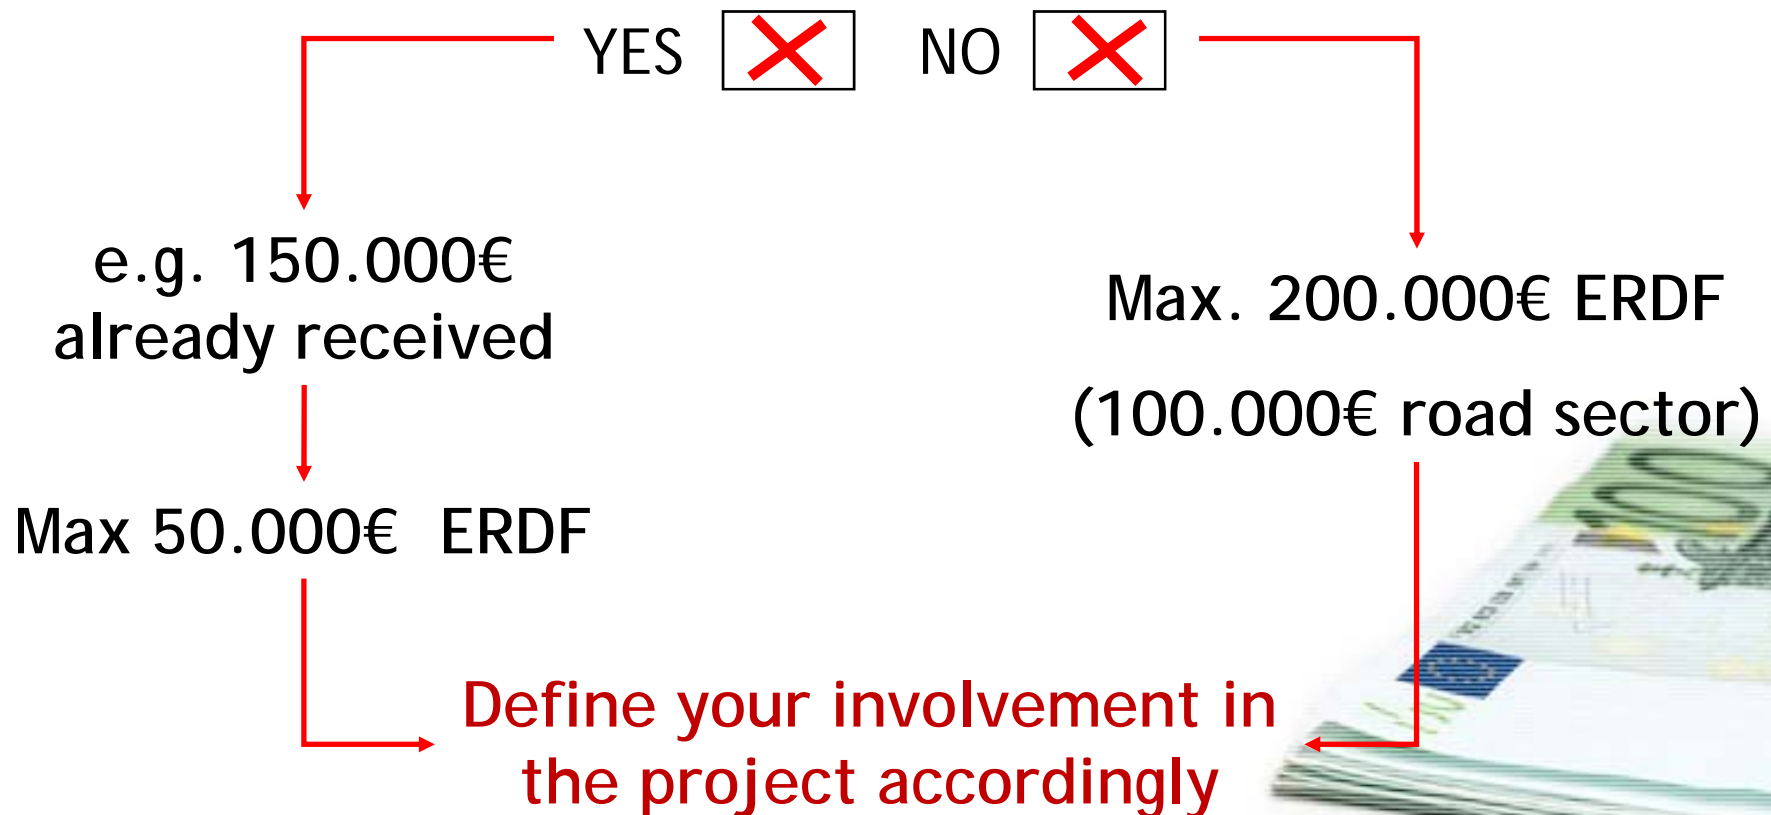 YES NO
e.g. 150.000€
already received
Max 50.000€ ERDF
Max. 200.000€ ERDF
(100.000€ road sector)
Define your involvement in
the project accordingly
100